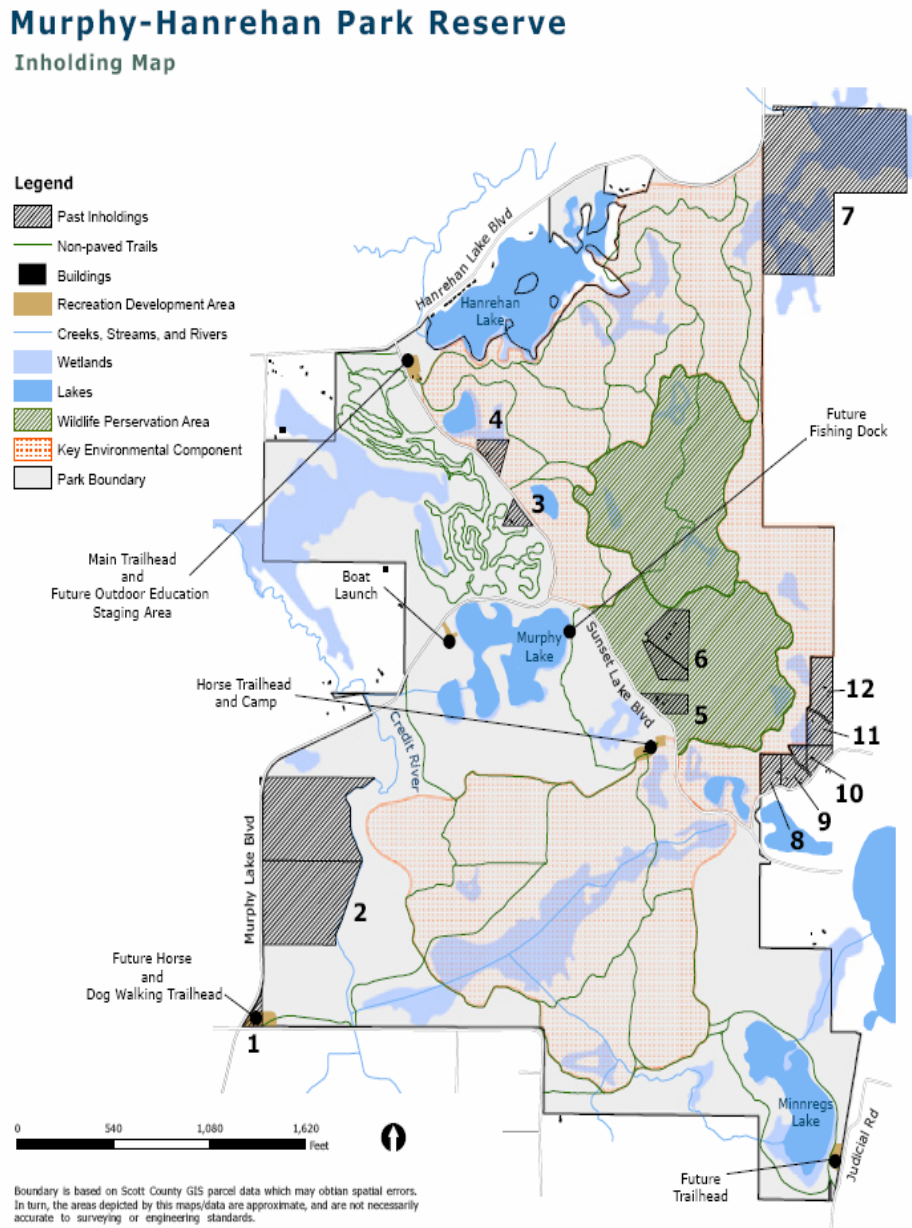 Murphy-Hanrehan Park Reserve
Inholding Map
Legend
Past Inholdings
Non-paved Trails
Buildings
Recreation Development Area
Creeks, Streams, and Rivers
Wetlands
Lakes
Wildlife Perservation Area
Key Environmental Component
Park Boundary
Hanrehan Lake Blvd
Hanrehan
Lake
7
4
Future
Fishing Dock
3
Main Trailhead
and
Future Outdoor Education
Staging Area
Boat
Launch
Murphy
Lake
Sunset Lake Blvd
6
5
12
11
10
9
8
Horse Trailhead
and Camp
Credit River
Murphy Lake Blvd
2
Future Horse
and
Dog Walking Trailhead
1
Minnregs
Lake
Judicial Rd
Future
Trailhead
0 540 1,080 1,620
Feet
Boundary is based on Scott County GIS parcel data which may obtian spatial errors.
In turn, the areas depicted by this maps/data are approximate, and are not necessarily
accurate to surveying or engineering standards.